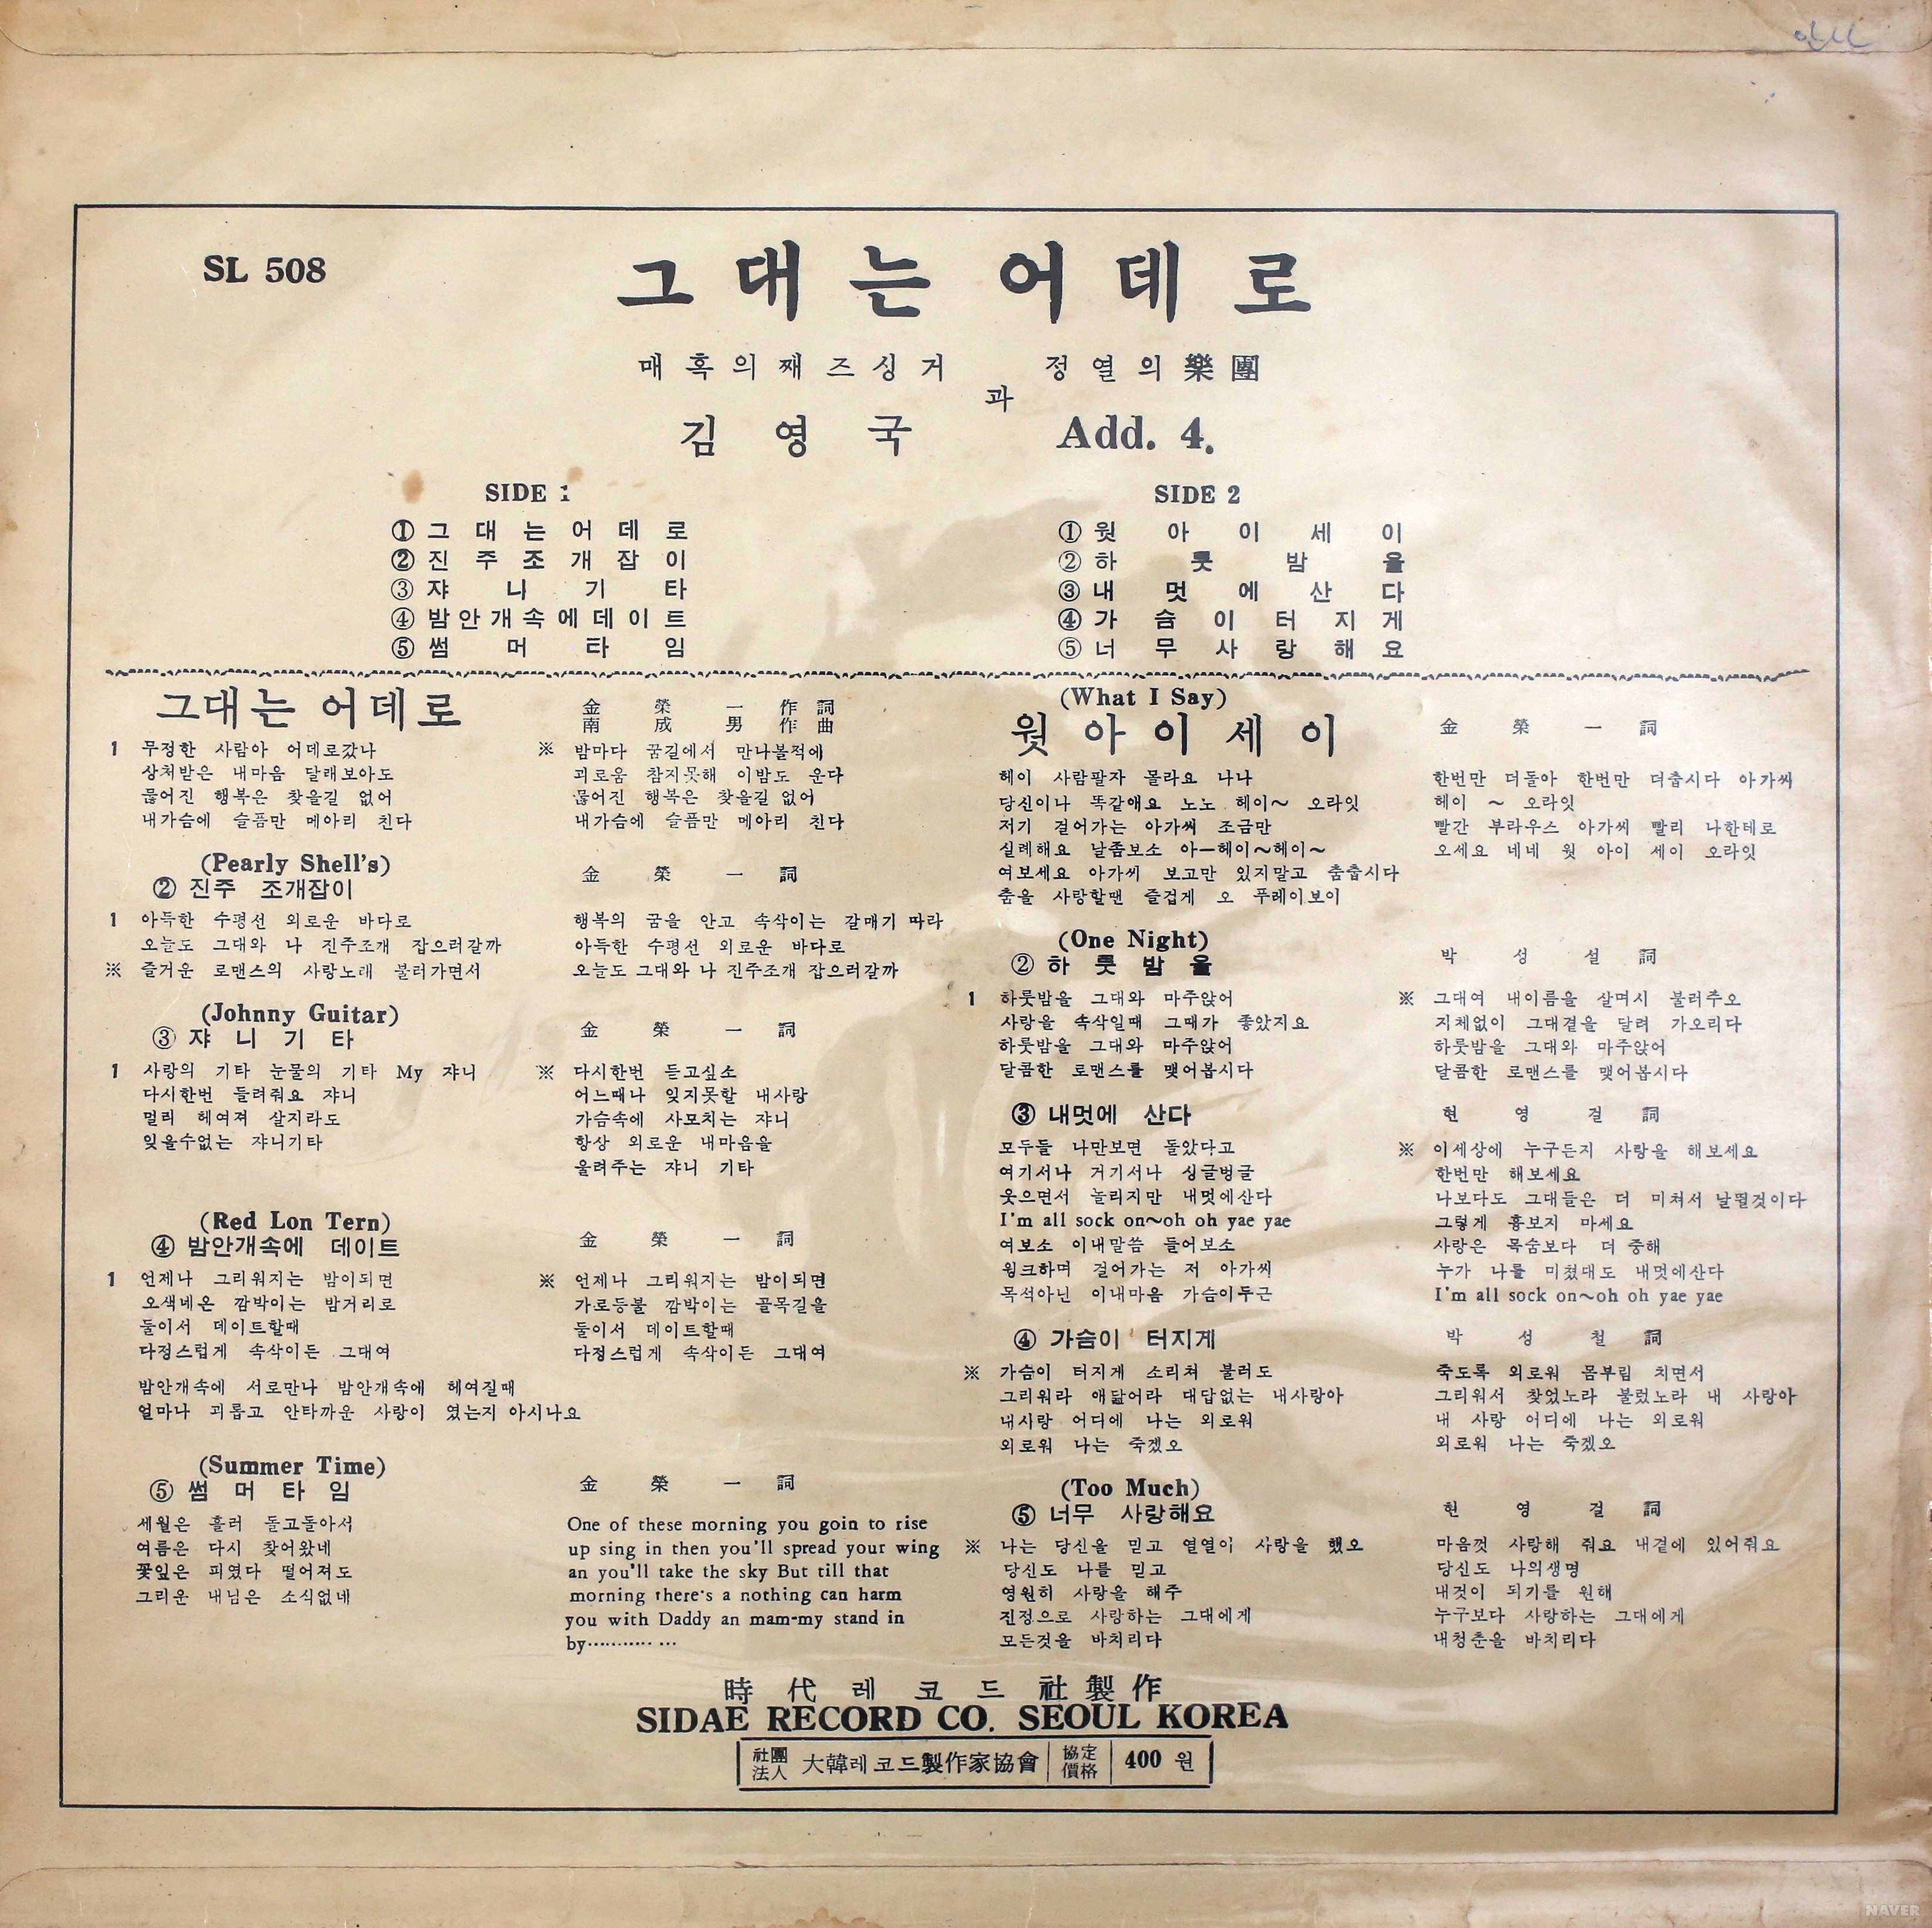 SL 508
그대는어데로
매혹의째즈싱거 과 정열의樂團
김영국 Add. 4.
SIDE 1
① 그대는어데로
② 진주조개잡이
③ 쟈니기타
④ 밤안개속에데이트
⑤ 썸머타임
SIDE 2
① 웟아이세이
② 하룻밤을
③ 내멋에산다
④ 가슴이터지게
⑤ 너무사랑해요
그대는 어데로
金榮一作詞
南成男作曲
1 무정한 사람아 어데로갔나
상처받은 내마음 달래보아도
끊어진 행복은 찾을길 없어
내가슴에 슬픔만 메아리 친다
※ 밤마다 꿈길에서 만나볼적에
괴로움 참지못해 이밤도 운다
끊어진 행복은 찾을길 없어
내가슴에 슬픔만 메아리 친다
(Pearly Shell's)
② 진주 조개잡이
金榮一詞
1 아득한 수평선 외로운 바다로
오늘도 그대와 나 진주조개 잡으러갈까
※ 즐거운 로맨스의 사랑노래 불러가면서
행복의 꿈을 안고 속삭이는 갈매기 따라
아득한 수평선 외로운 바다로
오늘도 그대와 나 진주조개 잡으러갈까
(Johnny Guitar)
③ 쟈니기타
金榮一詞
1 사랑의 기타 눈물의 기타 My 쟈니
다시한번 들려줘요 쟈니
멀리 헤여져 살지라도
잊을수없는 쟈니기타
※ 다시한번 듣고싶소
어느때나 잊지못할 내사랑
가슴속에 사모치는 쟈니
항상 외로운 내마음을
울려주는 쟈니 기타
(Red Lon Tern)
④ 밤안개속에 데이트
金榮一詞
1 언제나 그리워지는 밤이되면
오색네온 깜박이는 밤거리로
둘이서 데이트할때
다정스럽게 속삭이든 그대여
※ 언제나 그리워지는 밤이되면
가로등불 깜박이는 골목길을
둘이서 데이트할때
다정스럽게 속삭이든 그대여
밤안개속에 서로만나 밤안개속에 헤여질때
얼마나 괴롭고 안타까운 사랑이 였는지 아시나요
(Summer Time)
⑤ 썸머타임
金榮一詞
세월은 흘러 돌고돌아서
여름은 다시 찾어왔네
꽃잎은 피였다 떨어져도
그리운 내님은 소식없네
One of these morning you goin to rise
up sing in then you'll spread your wing
an you'll take the sky But till that
morning there's a nothing can harm
you with Daddy an mam-my stand in
by………… …
(What I Say)
웟아이세이
金榮一詞
헤이 사람팔자 몰라요 나나
당신이나 똑같애요 노노 헤이~ 오라잇
저기 걸어가는 아가씨 조금만
실례해요 날좀보소 아—헤이~헤이~
여보세요 아가씨 보고만 있지말고 춤춥시다
춤을 사랑할땐 즐겁게 오 푸레이보이
한번만 더돌아 한번만 더춥시다 아가씨
헤이 ~ 오라잇
빨간 부라우스 아가씨 빨리 나한테로
오세요 네네 웟 아이 세이 오라잇
(One Night)
② 하룻밤을
박성설詞
1 하룻밤을 그대와 마주앉어
사랑을 속삭일때 그때가 좋았지요
하룻밤을 그대와 마주앉어
달콤한 로맨스를 맺어봅시다
※ 그대여 내이름을 살며시 불러주오
지체없이 그대곁을 달려 가오리다
하룻밤을 그대와 마주앉어
달콤한 로맨스를 맺어봅시다
③ 내멋에 산다
현영걸詞
모두들 나만보면 돌았다고
여기서나 거기서나 싱글벙글
웃으면서 놀리지만 내멋에산다
I'm all sock on~oh oh yae yae
여보소 이내말씀 들어보소
윙크하며 걸어가는 저 아가씨
목석아닌 이내마음 가슴이두근
※ 이세상에 누구든지 사랑을 해보세요
한번만 해보세요
나보다도 그대들은 더 미쳐서 날뛸것이다
그렇게 흉보지 마세요
사랑은 목숨보다 더 중해
누가 나를 미쳤대도 내멋에산다
I'm all sock on~oh oh yae yae
④ 가슴이 터지게
박성철詞
※ 가슴이 터지게 소리쳐 불러도
그리워라 애닯어라 대답없는 내사랑아
내사랑 어디에 나는 외로워
외로워 나는 죽겠오
죽도록 외로워 몸부림 치면서
그리워서 찾었노라 불렀노라 내 사랑아
내 사랑 어디에 나는 외로워
외로워 나는 죽겠오
(Too Much)
⑤ 너무 사랑해요
현영걸詞
※ 나는 당신을 믿고 열열이 사랑을 했오
당신도 나를 믿고
영원히 사랑을 해주
진정으로 사랑하는 그대에게
모든것을 바치리다
마음껏 사랑해 줘요 내곁에 있어줘요
당신도 나의생명
내것이 되기를 원해
누구보다 사랑하는 그대에게
내청춘을 바치리다
時代레코드社製作
SIDAE RECORD CO. SEOUL KOREA
社團法人 大韓레코드製作家協會 協定價格 400 원
NAVER